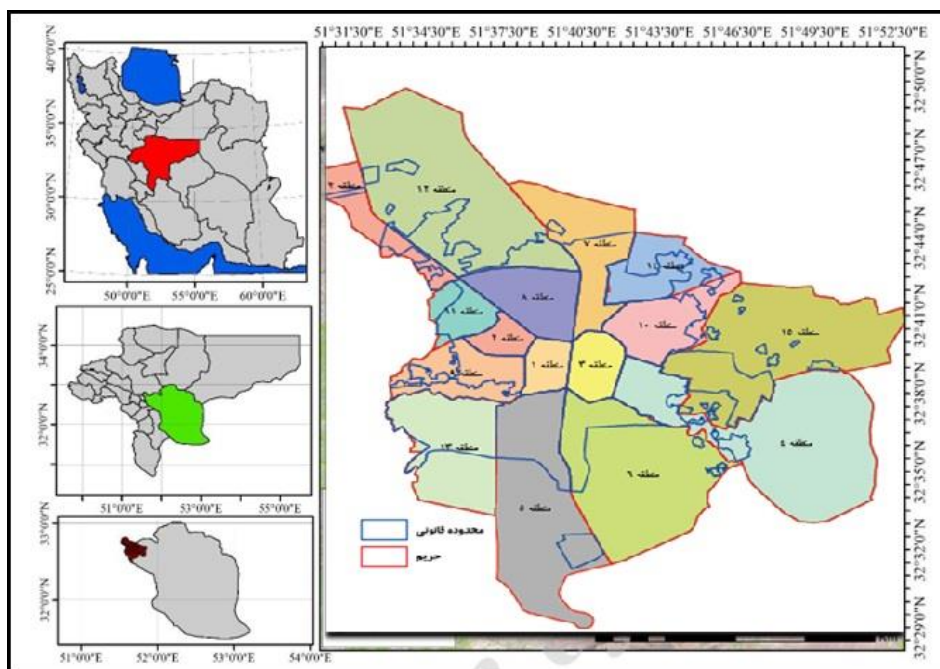 40°0'0"N
35°0'0"N
30°0'0"N
25°0'0"N
50°0'0"E 55°0'0"E 60°0'0"E
34°0'0"N
32°0'0"N
51°0'0"E 53°0'0"E 55°0'0"E
33°0'0"N
32°0'0"N
51°0'0"E 52°0'0"E 53°0'0"E 54°0'0"E
51°31'30"E 51°34'30"E 51°37'30"E 51°40'30"E 51°43'30"E 51°46'30"E 51°49'30"E 51°52'30"E
32°50'0"N
32°47'0"N
32°44'0"N
32°41'0"N
32°38'0"N
32°35'0"N
32°32'0"N
32°29'0"N
منطقه ۱۲
منطقه ۲
منطقه ۷
منطقه ۸
منطقه ۱۰
منطقه ۱۵
منطقه ۲
منطقه ۱
منطقه ۳
منطقه ۴
منطقه ۱۳
منطقه ۶
منطقه ۵
محدوده قانونی
حریم